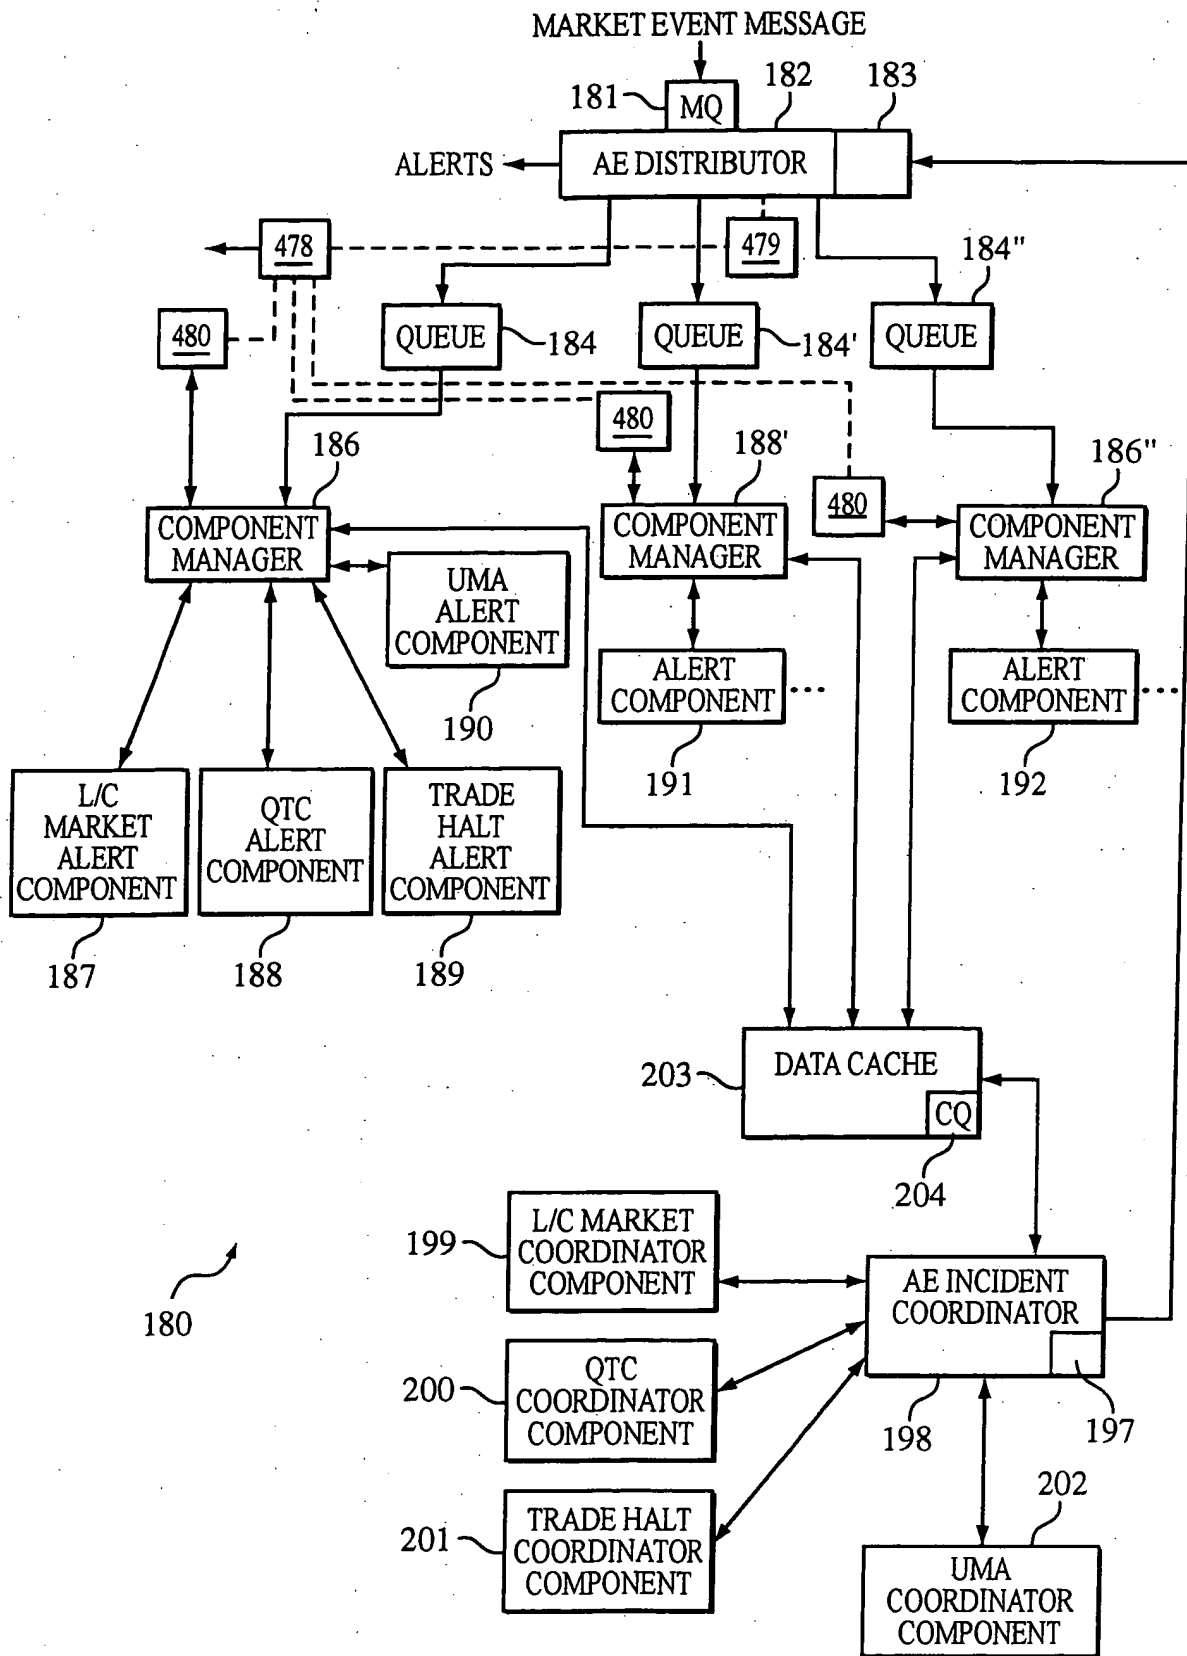 MARKET EVENT MESSAGE
181
MQ
182
183
ALERTS
AE DISTRIBUTOR
478
479
184"
480
QUEUE
184
QUEUE
184'
QUEUE
186
480
188'
480
186"
COMPONENT
MANAGER
COMPONENT
MANAGER
COMPONENT
MANAGER
UMA
ALERT
COMPONENT
190
ALERT
COMPONENT
...
191
ALERT
COMPONENT
...
192
L/C
MARKET
ALERT
COMPONENT
187
QTC
ALERT
COMPONENT
188
TRADE
HALT
ALERT
COMPONENT
189
203
DATA CACHE
CQ
204
199
L/C MARKET
COORDINATOR
COMPONENT
AE INCIDENT
COORDINATOR
180
200
QTC
COORDINATOR
COMPONENT
198
197
201
TRADE HALT
COORDINATOR
COMPONENT
202
UMA
COORDINATOR
COMPONENT